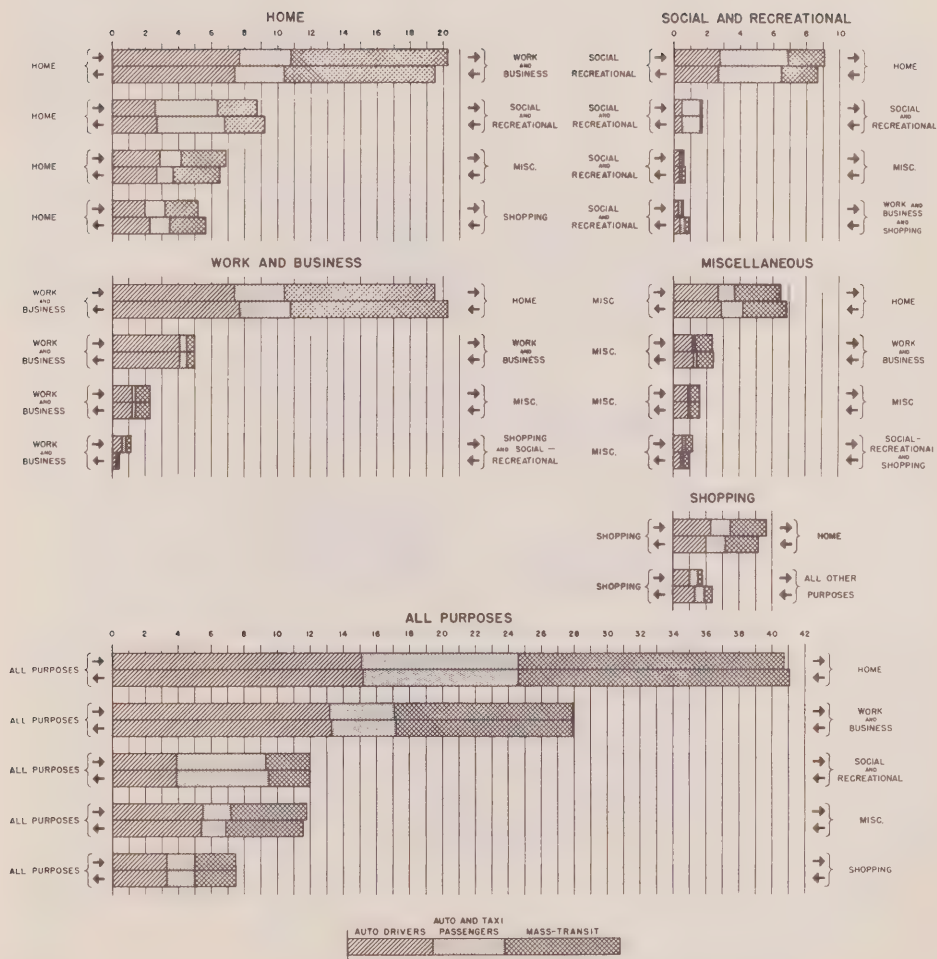 HOME
0 2 4 6 8 10 12 14 16 18 20
HOME
WORK
AND
BUSINESS
HOME
SOCIAL
AND
RECREATIONAL
HOME
MISC.
HOME
SHOPPING
SOCIAL AND RECREATIONAL
0 2 4 6 8 10
SOCIAL
AND
RECREATIONAL
HOME
SOCIAL
AND
RECREATIONAL
SOCIAL
AND
RECREATIONAL
SOCIAL
AND
RECREATIONAL
MISC.
SOCIAL
AND
RECREATIONAL
WORK AND
BUSINESS
AND
SHOPPING
WORK AND BUSINESS
WORK
AND
BUSINESS
HOME
WORK
AND
BUSINESS
WORK
AND
BUSINESS
WORK
AND
BUSINESS
MISC.
WORK
AND
BUSINESS
SHOPPING
AND SOCIAL —
RECREATIONAL
MISCELLANEOUS
MISC
HOME
MISC.
WORK
AND
BUSINESS
MISC.
MISC
MISC.
SOCIAL-
RECREATIONAL
AND
SHOPPING
SHOPPING
SHOPPING
HOME
SHOPPING
ALL OTHER
PURPOSES
ALL PURPOSES
0 2 4 6 8 10 12 14 16 18 20 22 24 26 28 30 32 34 36 38 40 42
ALL PURPOSES
HOME
ALL PURPOSES
WORK
AND
BUSINESS
ALL PURPOSES
SOCIAL
AND
RECREATIONAL
ALL PURPOSES
MISC.
ALL PURPOSES
SHOPPING
AUTO DRIVERS
AUTO AND TAXI
PASSENGERS
MASS-TRANSIT